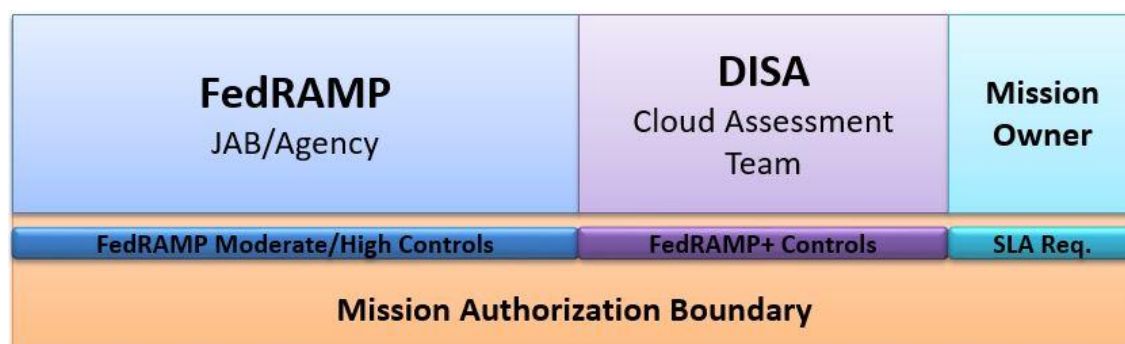 FedRAMP
JAB/Agency
DISA
Cloud Assessment
Team
Mission
Owner
FedRAMP Moderate/High Controls
FedRAMP+ Controls
SLA Req.
Mission Authorization Boundary